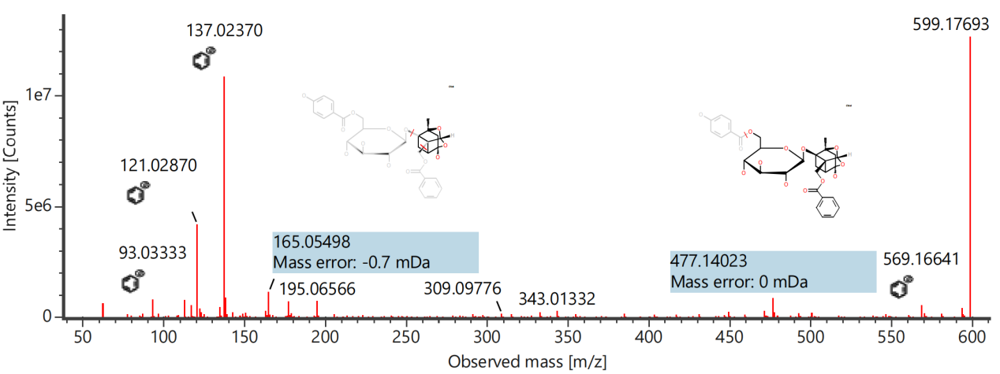 599.17693
137.02370
121.02870
93.03333
165.05498
Mass error: -0.7 mDa
195.06566
309.09776
343.01332
477.14023
Mass error: 0 mDa
569.16641
Intensity [Counts]
1e7
5e6
0
50 100 150 200 250 300 350 400 450 500 550 600
Observed mass [m/z]